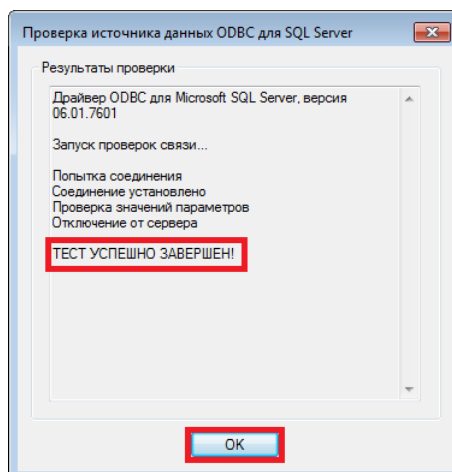 Проверка источника данных ODBC для SQL Server
Результаты проверки
Драйвер ODBC для Microsoft SQL Server, версия
06.01.7601
Запуск проверок связи...
Попытка соединения
Соединение установлено
Проверка значений параметров
Отключение от сервера
ТЕСТ УСПЕШНО ЗАВЕРШЕН!
OK